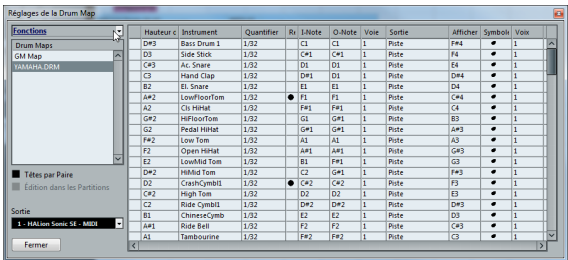 Réglages de la Drum Map
Fonctions
Drum Maps
GM Map
YAMAHA.DRM
Têtes par Paire
Édition dans les Partitions
Sortie
1 - HALion Sonic SE - MIDI
Fermer
Hauteur c Instrument Quantifier I-Note O-Note Voie Sortie Afficher Symbole Voix
D#3 Bass Drum 1 1/32 C1 C1 1 Piste F#4 1
D3 Side Stick 1/32 C#1 C#1 1 Piste F4 1
C#3 Ac. Snare 1/32 D1 D1 1 Piste E4 1
C3 Hand Clap 1/32 D#1 D#1 1 Piste D#4 1
B2 El. Snare 1/32 E1 E1 1 Piste D4 1
A#2 LowFloorTom 1/32 F1 F1 1 Piste C#4 1
A2 Cls HiHat 1/32 F#1 F#1 1 Piste C4 1
G#2 HiFloorTom 1/32 G1 G#1 1 Piste B3 1
G2 Pedal HiHat 1/32 G#1 G#1 1 Piste A#3 1
F#2 Low Tom 1/32 A1 A1 1 Piste A3 1
F2 Open HiHat 1/32 A#1 A#1 1 Piste G#3 1
E2 LowMid Tom 1/32 B1 F#1 1 Piste G3 1
D#2 HiMid Tom 1/32 C2 G#1 1 Piste F#3 1
D2 CrashCymbl1 1/32 C#2 C#2 1 Piste F3 1
C#2 High Tom 1/32 D2 D2 1 Piste E3 1
C2 Ride Cymbl1 1/32 D#2 D#2 1 Piste D#3 1
B1 ChineseCymb 1/32 E2 E2 1 Piste D3 1
A#1 Ride Bell 1/32 F2 F2 1 Piste C#3 1
A1 Tambourine 1/32 F#2 F#2 1 Piste C3 1